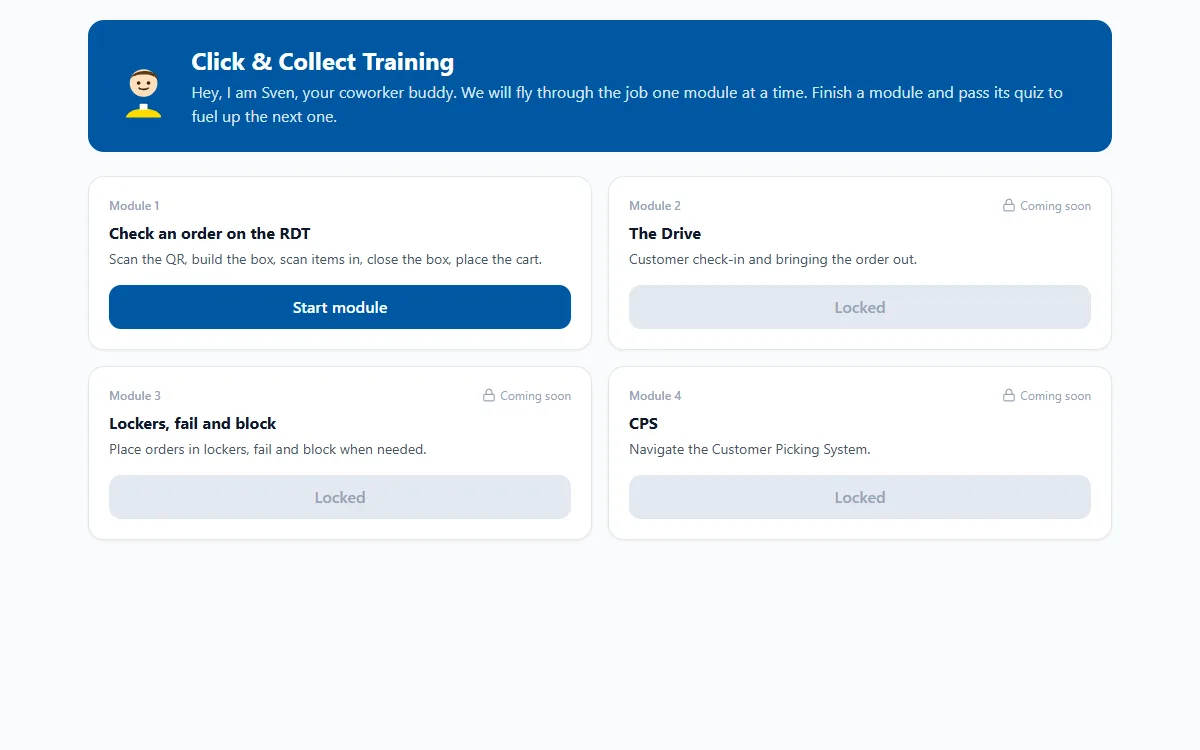 Click & Collect Training
Hey, I am Sven, your coworker buddy. We will fly through the job one module at a time. Finish a module and pass its quiz to
fuel up the next one.
Module 1
Check an order on the RDT
Scan the QR, build the box, scan items in, close the box, place the cart.
Start module
Module 2
Coming soon
The Drive
Customer check-in and bringing the order out.
Locked
Module 3
Coming soon
Lockers, fail and block
Place orders in lockers, fail and block when needed.
Locked
Module 4
Coming soon
CPS
Navigate the Customer Picking System.
Locked